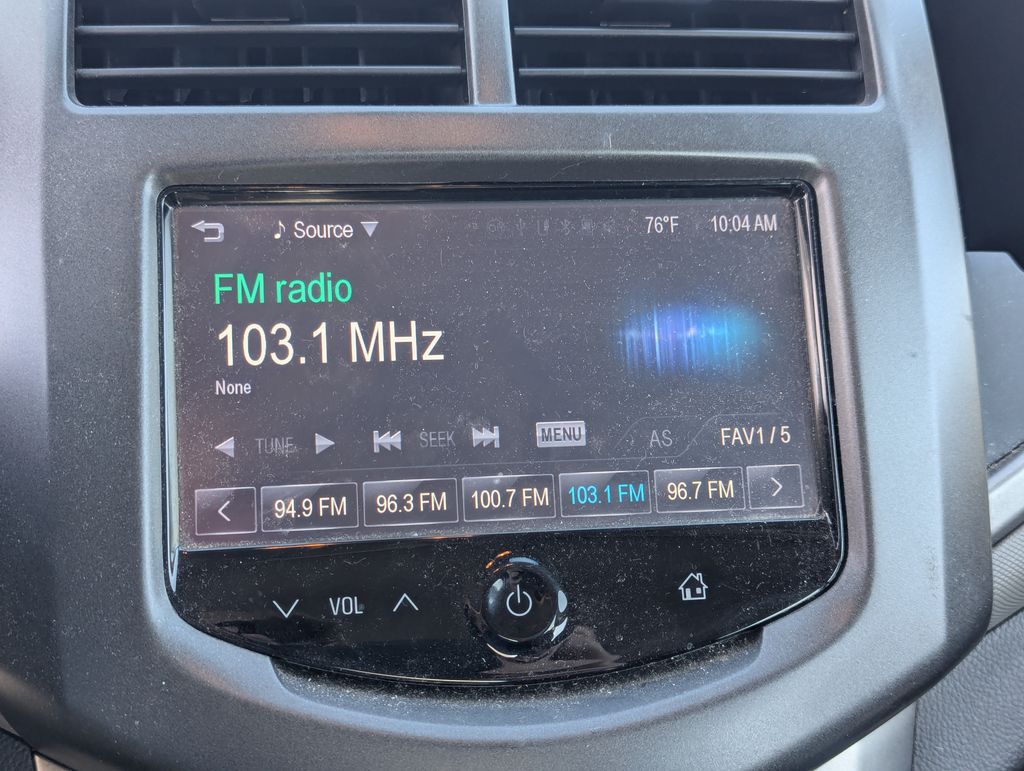 Source 76°F 10:04 AM
FM radio
103.1 MHz
None
TUNE SEEK MENU AS FAV1 / 5
94.9 FM 96.3 FM 100.7 FM 103.1 FM 96.7 FM
VOL